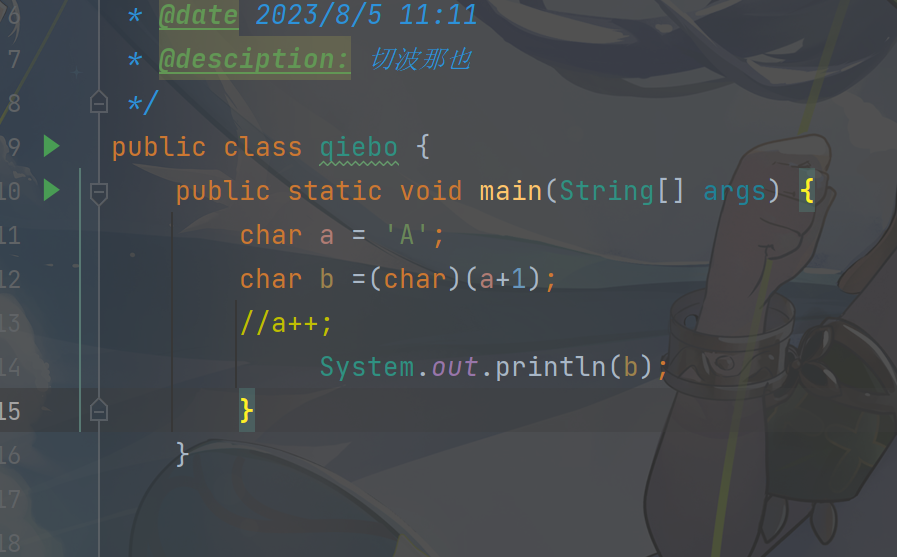 6 * @date 2023/8/5 11:11
7 * @desciption: 切波那也
8 */
9 public class qiebo {
10 public static void main(String[] args) {
11 char a = 'A';
12 char b =(char)(a+1);
13 //a++;
14 System.out.println(b);
15 }
16 }
17
18